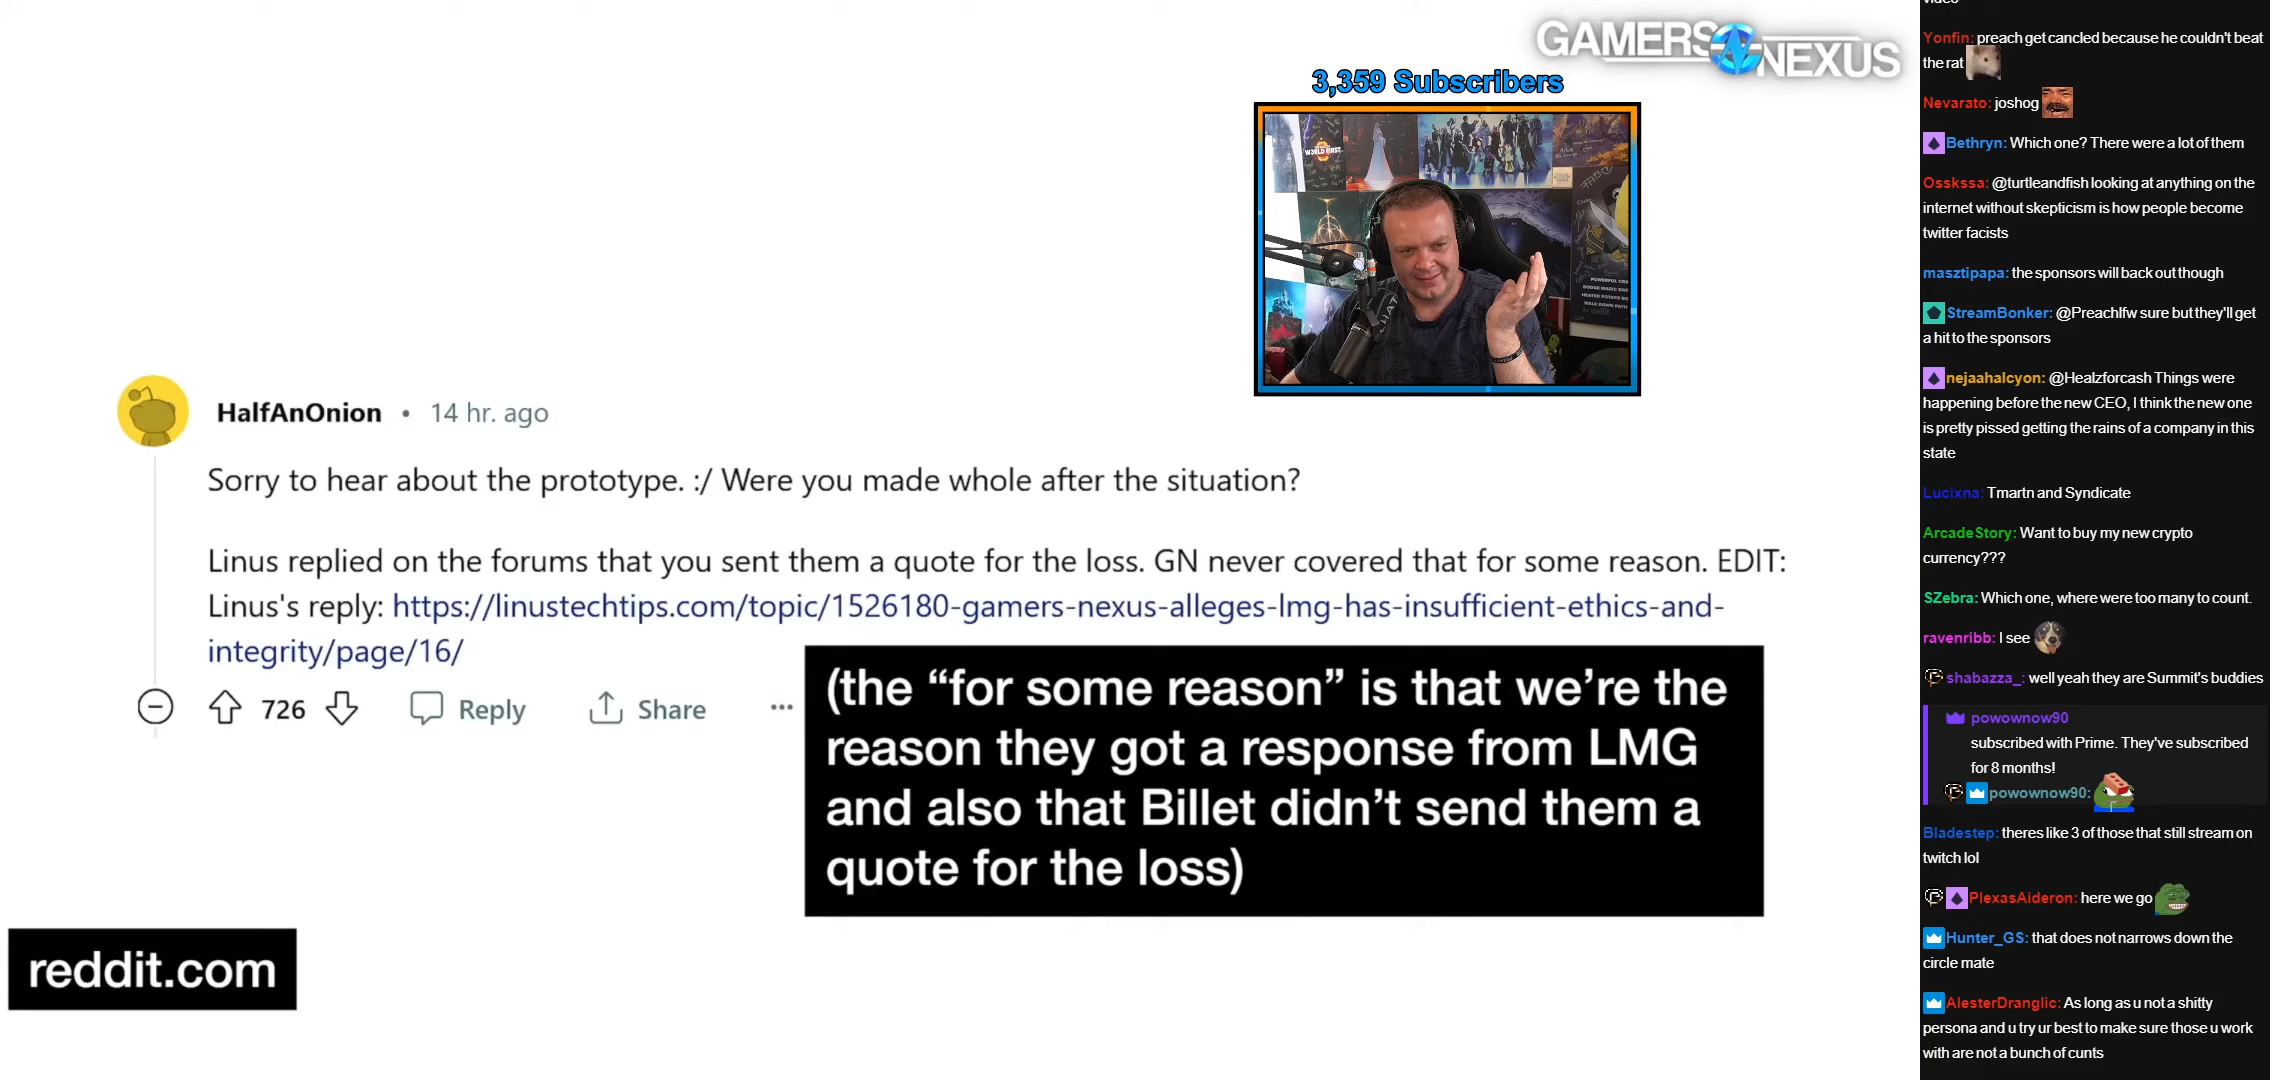 GAMERS NEXUS
3,359 Subscribers
WORLD FIRST
HalfAnOnion • 14 hr. ago
Sorry to hear about the prototype. :/ Were you made whole after the situation?
Linus replied on the forums that you sent them a quote for the loss. GN never covered that for some reason. EDIT:
Linus's reply: https://linustechtips.com/topic/1526180-gamers-nexus-alleges-lmg-has-insufficient-ethics-and-
integrity/page/16/
726 Reply Share ···
(the “for some reason” is that we’re the
reason they got a response from LMG
and also that Billet didn’t send them a
quote for the loss)
reddit.com
video
Yonfin: preach get cancled because he couldn't beat
the rat
Nevarato: joshog
Bethryn: Which one? There were a lot of them
Osskssa: @turtleandfish looking at anything on the
internet without skepticism is how people become
twitter facists
masztipapa: the sponsors will back out though
StreamBonker: @Preachlfw sure but they'll get
a hit to the sponsors
nejaahalcyon: @Healzforcash Things were
happening before the new CEO, I think the new one
is pretty pissed getting the rains of a company in this
state
Lucixna: Tmartn and Syndicate
ArcadeStory: Want to buy my new crypto
currency???
SZebra: Which one, where were too many to count.
ravenribb: I see
shabazza_: well yeah they are Summit's buddies
powownow90
subscribed with Prime. They've subscribed
for 8 months!
powownow90:
Bladestep: theres like 3 of those that still stream on
twitch lol
PlexasAideron: here we go
Hunter_GS: that does not narrows down the
circle mate
AlesterDranglic: As long as u not a shitty
persona and u try ur best to make sure those u work
with are not a bunch of cunts